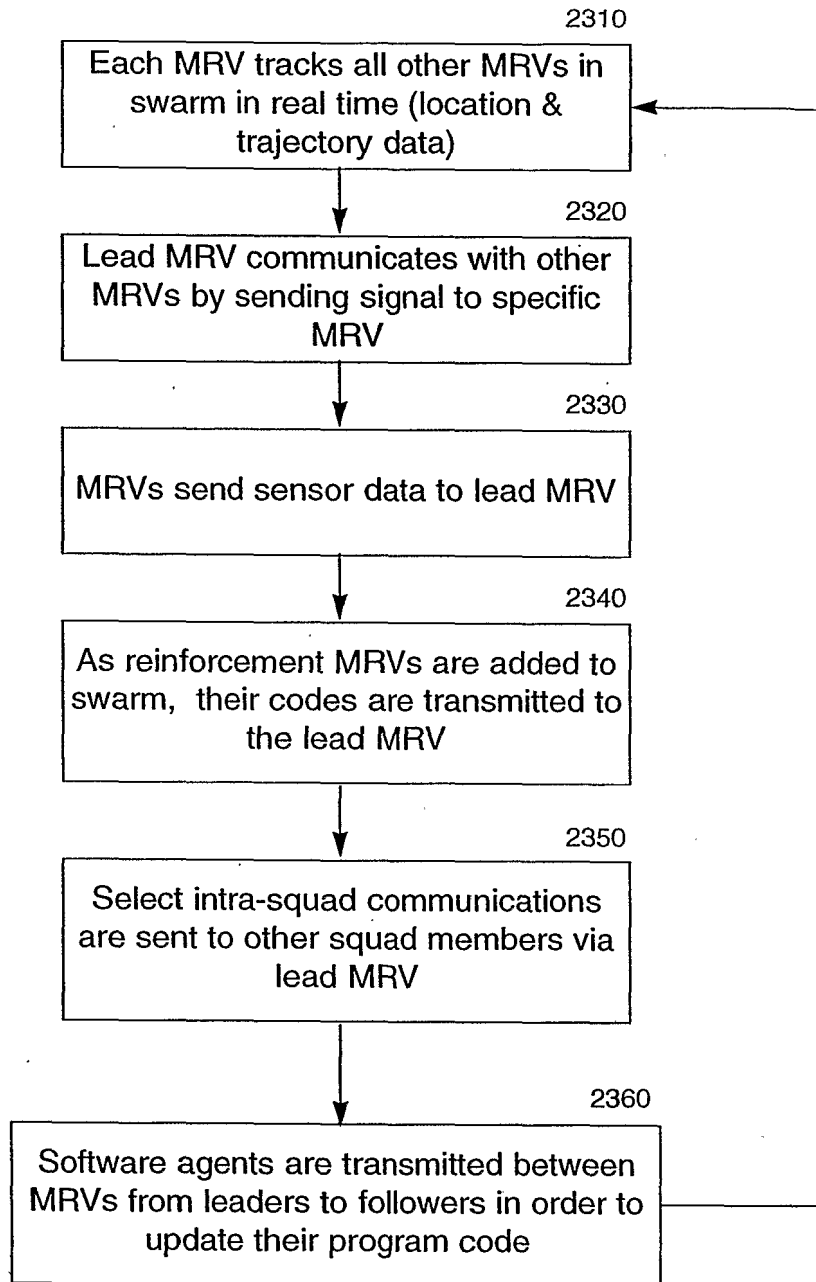 2310
Each MRV tracks all other MRVs in
swarm in real time (location &
trajectory data)
2320
Lead MRV communicates with other
MRVs by sending signal to specific
MRV
2330
MRVs send sensor data to lead MRV
2340
As reinforcement MRVs are added to
swarm, their codes are transmitted to
the lead MRV
2350
Select intra-squad communications
are sent to other squad members via
lead MRV
2360
Software agents are transmitted between
MRVs from leaders to followers in order to
update their program code